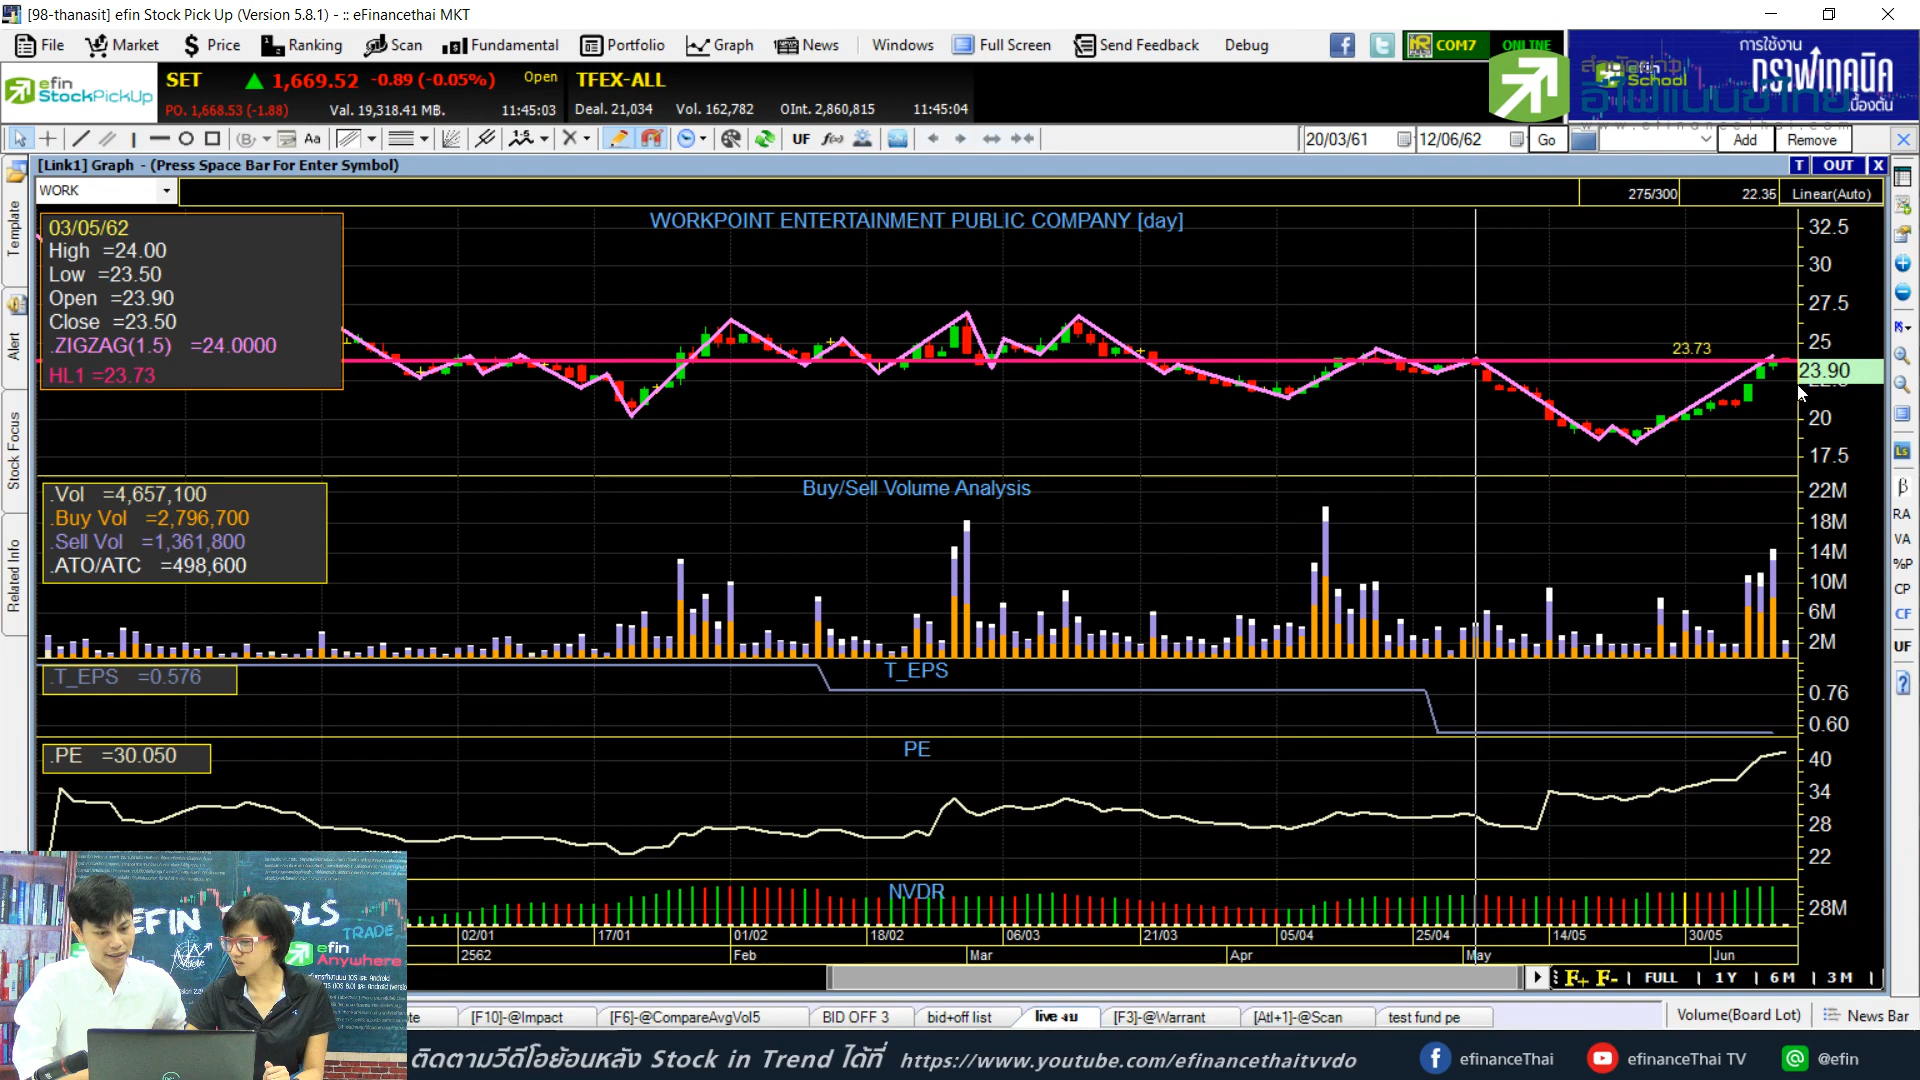 [98-thanasit] efin Stock Pick Up (Version 5.8.1) - :: eFinancethai MKT
File Market Price Ranking Scan Fundamental Portfolio Graph News Windows Full Screen Send Feedback Debug COM7 ONLINE
การใช้งาน
กราฟเทคนิค
เบื้องต้น
efin School
efin StockPickUp
SET 1,669.52 -0.89 (-0.05%) Open TFEX-ALL
PO. 1,668.53 (-1.88) Val. 19,318.41 MB. 11:45:03 Deal. 21,034 Vol. 162,782 OInt. 2,860,815 11:45:04
Aa UF f(x) 20/03/61 12/06/62 Go Add Remove
[Link1] Graph - (Press Space Bar For Enter Symbol) T OUT X
WORK 275/300 22.35 Linear(Auto)
WORKPOINT ENTERTAINMENT PUBLIC COMPANY [day]
03/05/62
High =24.00
Low =23.50
Open =23.90
Close =23.50
.ZIGZAG(1.5) =24.0000
HL1 =23.73
23.73
32.5
30
27.5
25
23.90
20
17.5
Buy/Sell Volume Analysis
.Vol =4,657,100
.Buy Vol =2,796,700
.Sell Vol =1,361,800
.ATO/ATC =498,600
22M
18M
14M
10M
6M
2M
T_EPS
.T_EPS =0.576
0.76
0.60
PE
.PE =30.050
40
34
28
22
NVDR
28M
02/01 17/01 01/02 18/02 06/03 21/03 05/04 25/04 14/05 30/05
2562 Feb Mar Apr May Jun
F+ F- FULL 1Y 6M 3M
Template
Alert
Stock Focus
Related Info
Ls
β
RA
VA
%P
CP
CF
UF
?
EFIN
TRADE
efin
Anywhere
[F10]-@Impact [F6]-@CompareAvgVol5 BID OFF 3 bid+off list live จบ [F3]-@Warrant [Atl+1]-@Scan test fund pe Volume(Board Lot) News Bar
ติดตามวีดีโอย้อนหลัง Stock in Trend ได้ที่ https://www.youtube.com/efinancethaitvvdo efinanceThai efinanceThai TV @efin